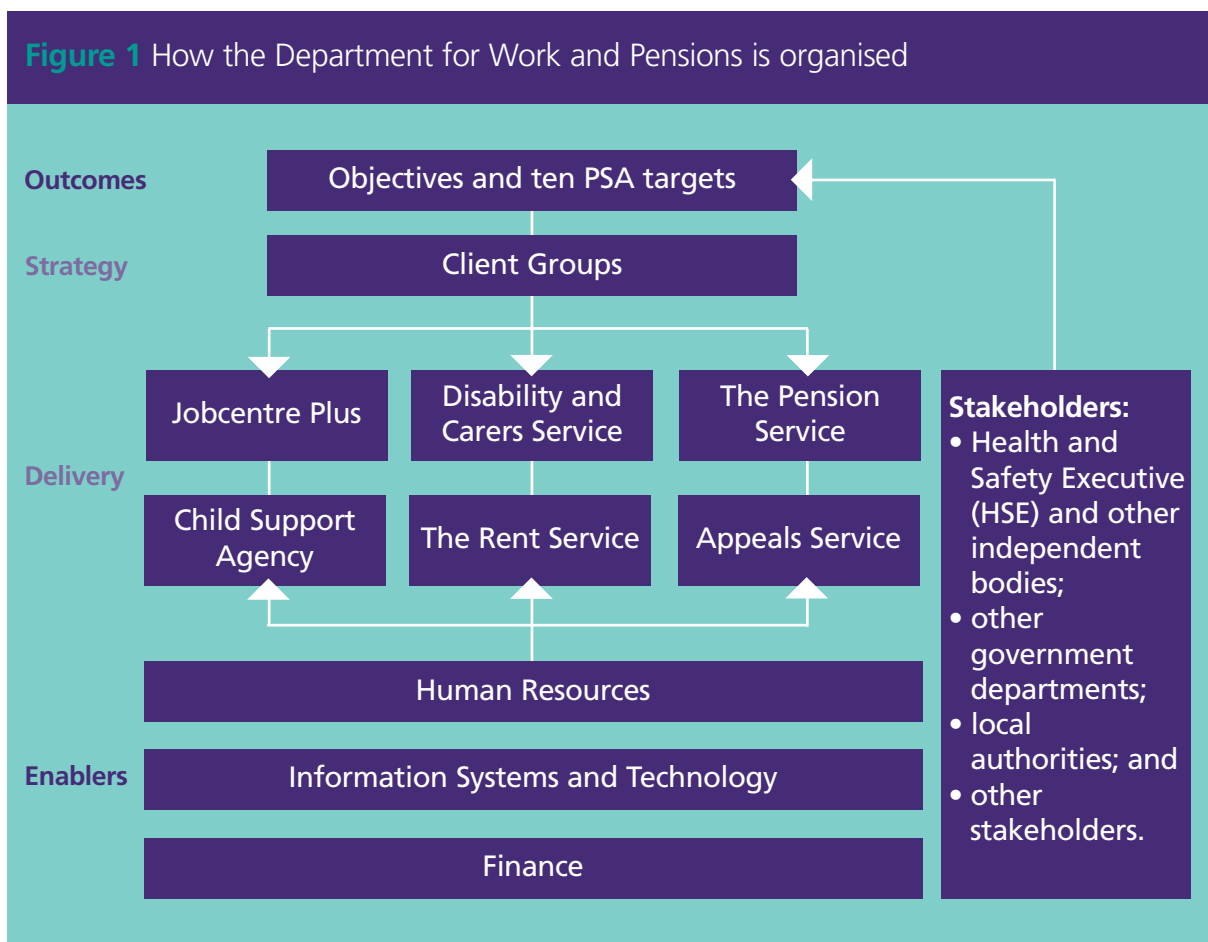 Figure 1 How the Department for Work and Pensions is organised
Outcomes
Objectives and ten PSA targets
Strategy
Client Groups
Delivery
Jobcentre Plus
Disability and
Carers Service
The Pension
Service
Child Support
Agency
The Rent Service
Appeals Service
Enablers
Human Resources
Information Systems and Technology
Finance
Stakeholders:
• Health and
Safety Executive
(HSE) and other
independent
bodies;
• other
government
departments;
• local
authorities; and
• other
stakeholders.